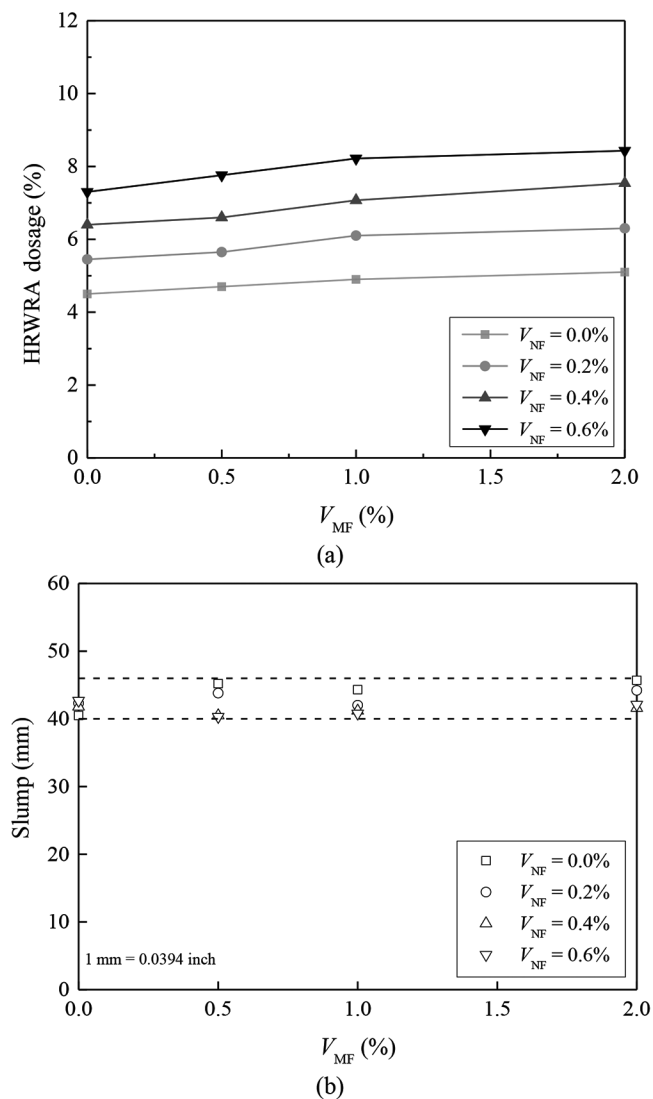 12
10
8
6
4
2
0
HRWRA dosage (%)
V_NF = 0.0%
V_NF = 0.2%
V_NF = 0.4%
V_NF = 0.6%
0.0 0.5 1.0 1.5 2.0
V_MF (%)
(a)
60
50
40
30
20
10
0
Slump (mm)
V_NF = 0.0%
V_NF = 0.2%
V_NF = 0.4%
V_NF = 0.6%
1 mm = 0.0394 inch
0.0 0.5 1.0 1.5 2.0
V_MF (%)
(b)